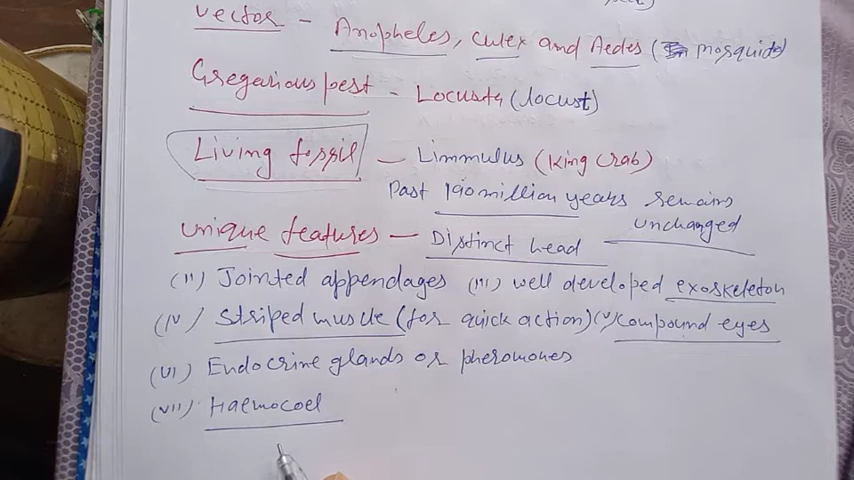 Vector - Anopheles, Culex and Aedes (mosquito)
Gregarious pest - Locusta (locust)
Living fossil - Limmulus (King Crab)
Past 190 million years remains
unchanged
unique features - Distinct head
(II) Jointed appendages (III) well developed exoskeleton
(IV) Striped muscle (for quick action) (V) Compound eyes
(VI) Endocrine glands or pheromones
(VII) Haemocoel